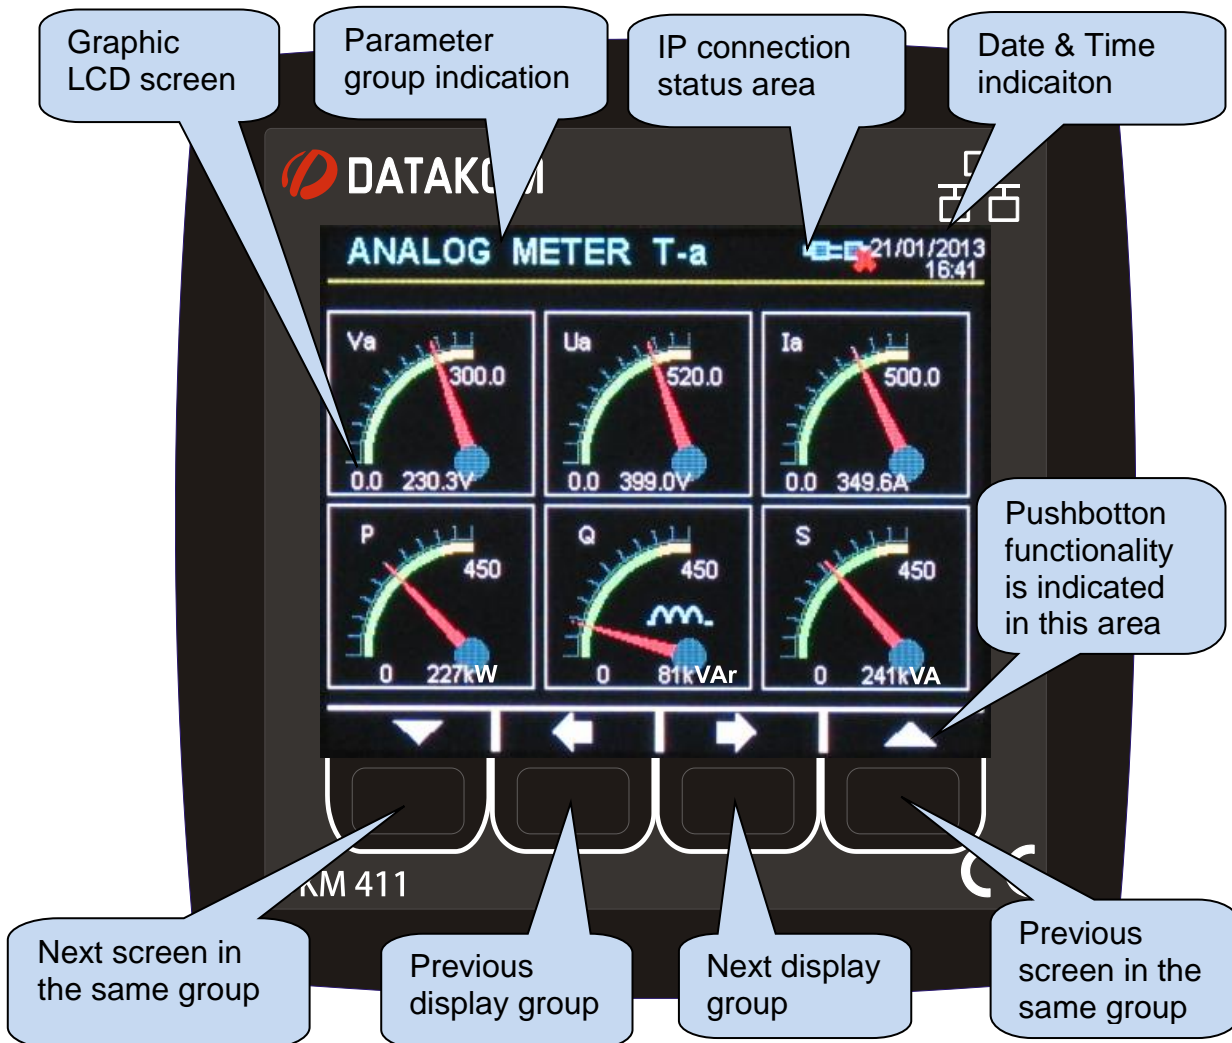 Graphic
LCD screen
Parameter
group indication
IP connection
status area
Date & Time
indicaiton
DATAKOM
ANALOG METER T-a
21/01/2013
16:41
Va
300.0
0.0 230.3V
Ua
520.0
0.0 399.0V
Ia
500.0
0.0 349.6A
P
450
0 227kW
Q
450
0 81kVAr
S
450
0 241kVA
Pushbotton
functionality
is indicated
in this area
KM 411
CE
Next screen in
the same group
Previous
display group
Next display
group
Previous
screen in the
same group